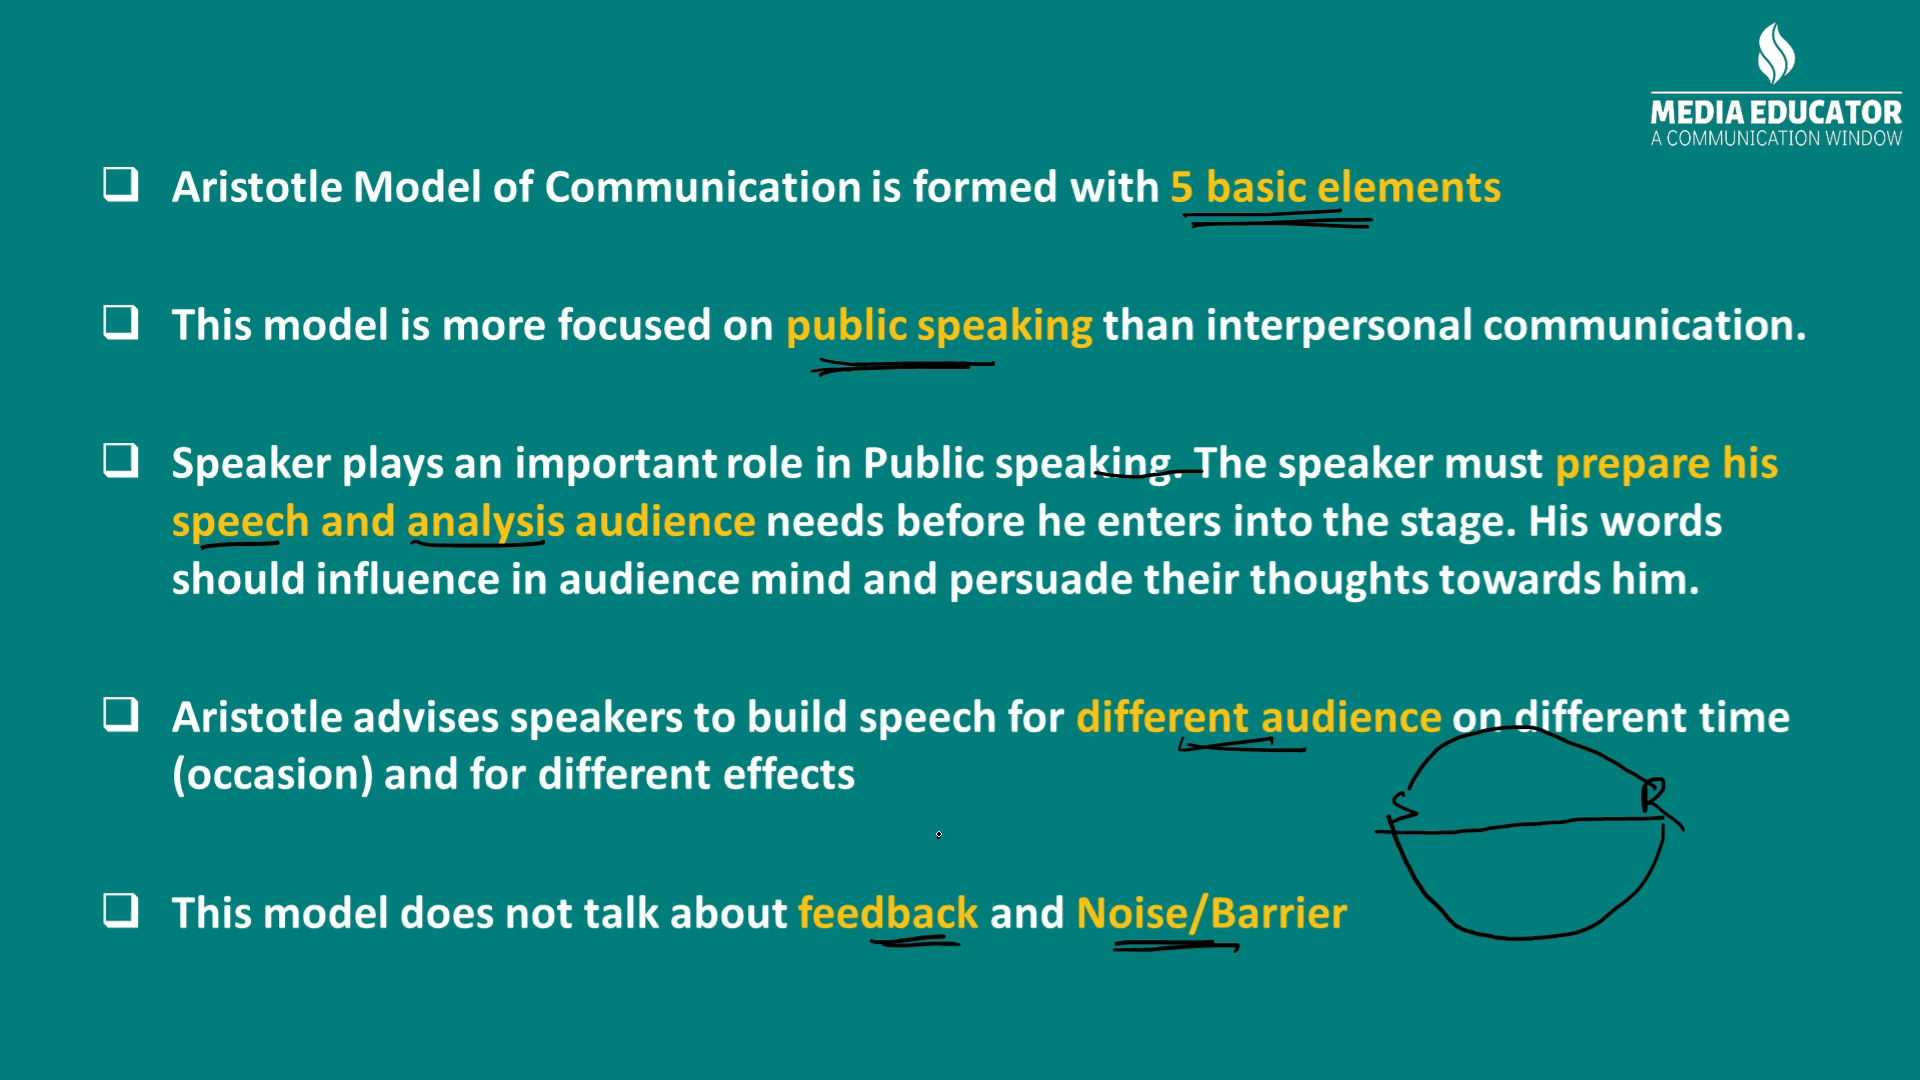 MEDIA EDUCATOR
A COMMUNICATION WINDOW
Aristotle Model of Communication is formed with 5 basic elements
This model is more focused on public speaking than interpersonal communication.
Speaker plays an important role in Public speaking. The speaker must prepare his
speech and analysis audience needs before he enters into the stage. His words
should influence in audience mind and persuade their thoughts towards him.
Aristotle advises speakers to build speech for different audience on different time
(occasion) and for different effects
S R
This model does not talk about feedback and Noise/Barrier